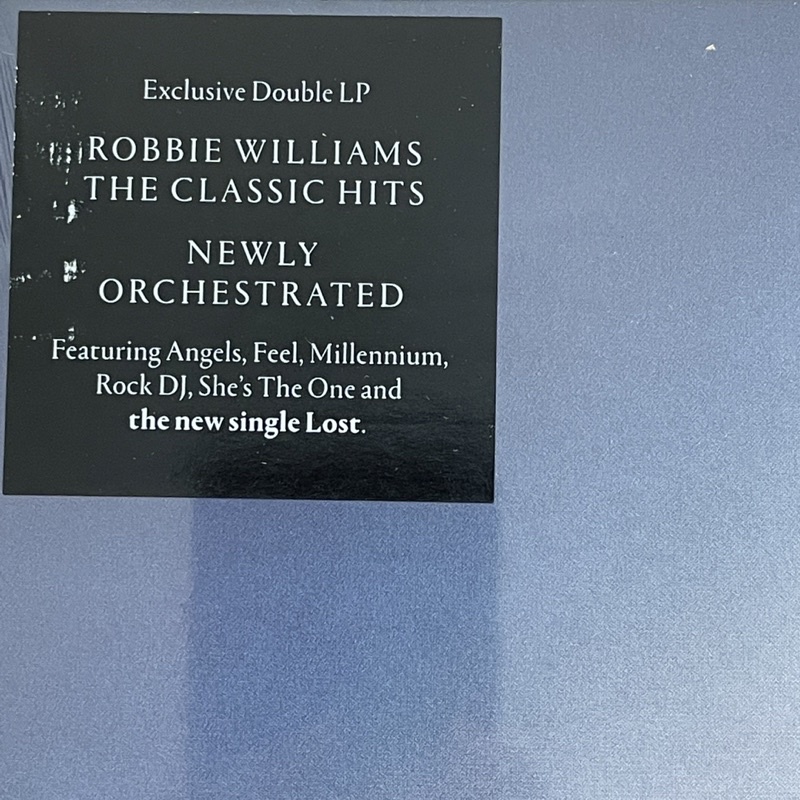 Exclusive Double LP
ROBBIE WILLIAMS
THE CLASSIC HITS
NEWLY
ORCHESTRATED
Featuring Angels, Feel, Millennium,
Rock DJ, She's The One and
the new single Lost.